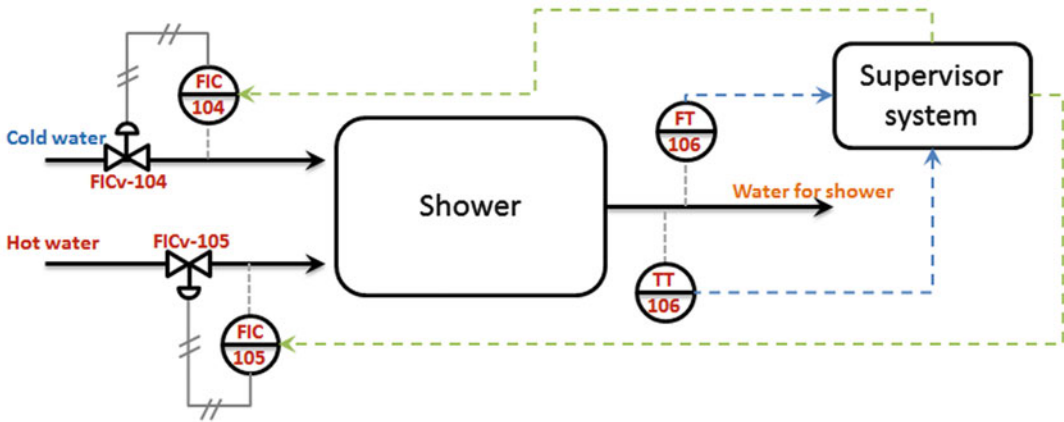 FIC
104
Cold water
FICv-104
Hot water
FICv-105
FIC
105
Shower
FT
106
Water for shower
TT
106
Supervisor
system